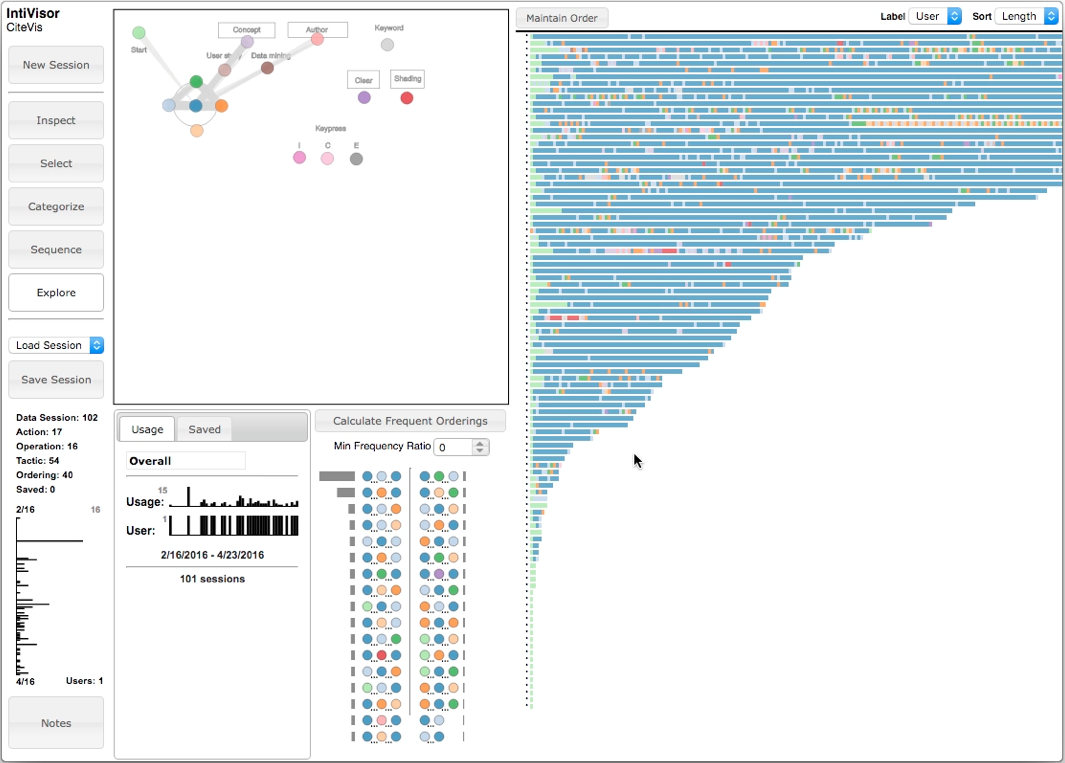 IntiVisor
CiteVis
New Session
Inspect
Select
Categorize
Sequence
Explore
Load Session
Save Session
Data Session: 102
Action: 17
Operation: 16
Tactic: 54
Ordering: 40
Saved: 0
2/16 16
4/16 Users: 1
Notes
Start
Concept
Author
Keyword
User study
Data mining
Clear
Shading
Keypress
I C E
Usage
Saved
Overall
15
Usage:
1
User:
2/16/2016 - 4/23/2016
101 sessions
Calculate Frequent Orderings
Min Frequency Ratio 0
Maintain Order
Label User Sort Length